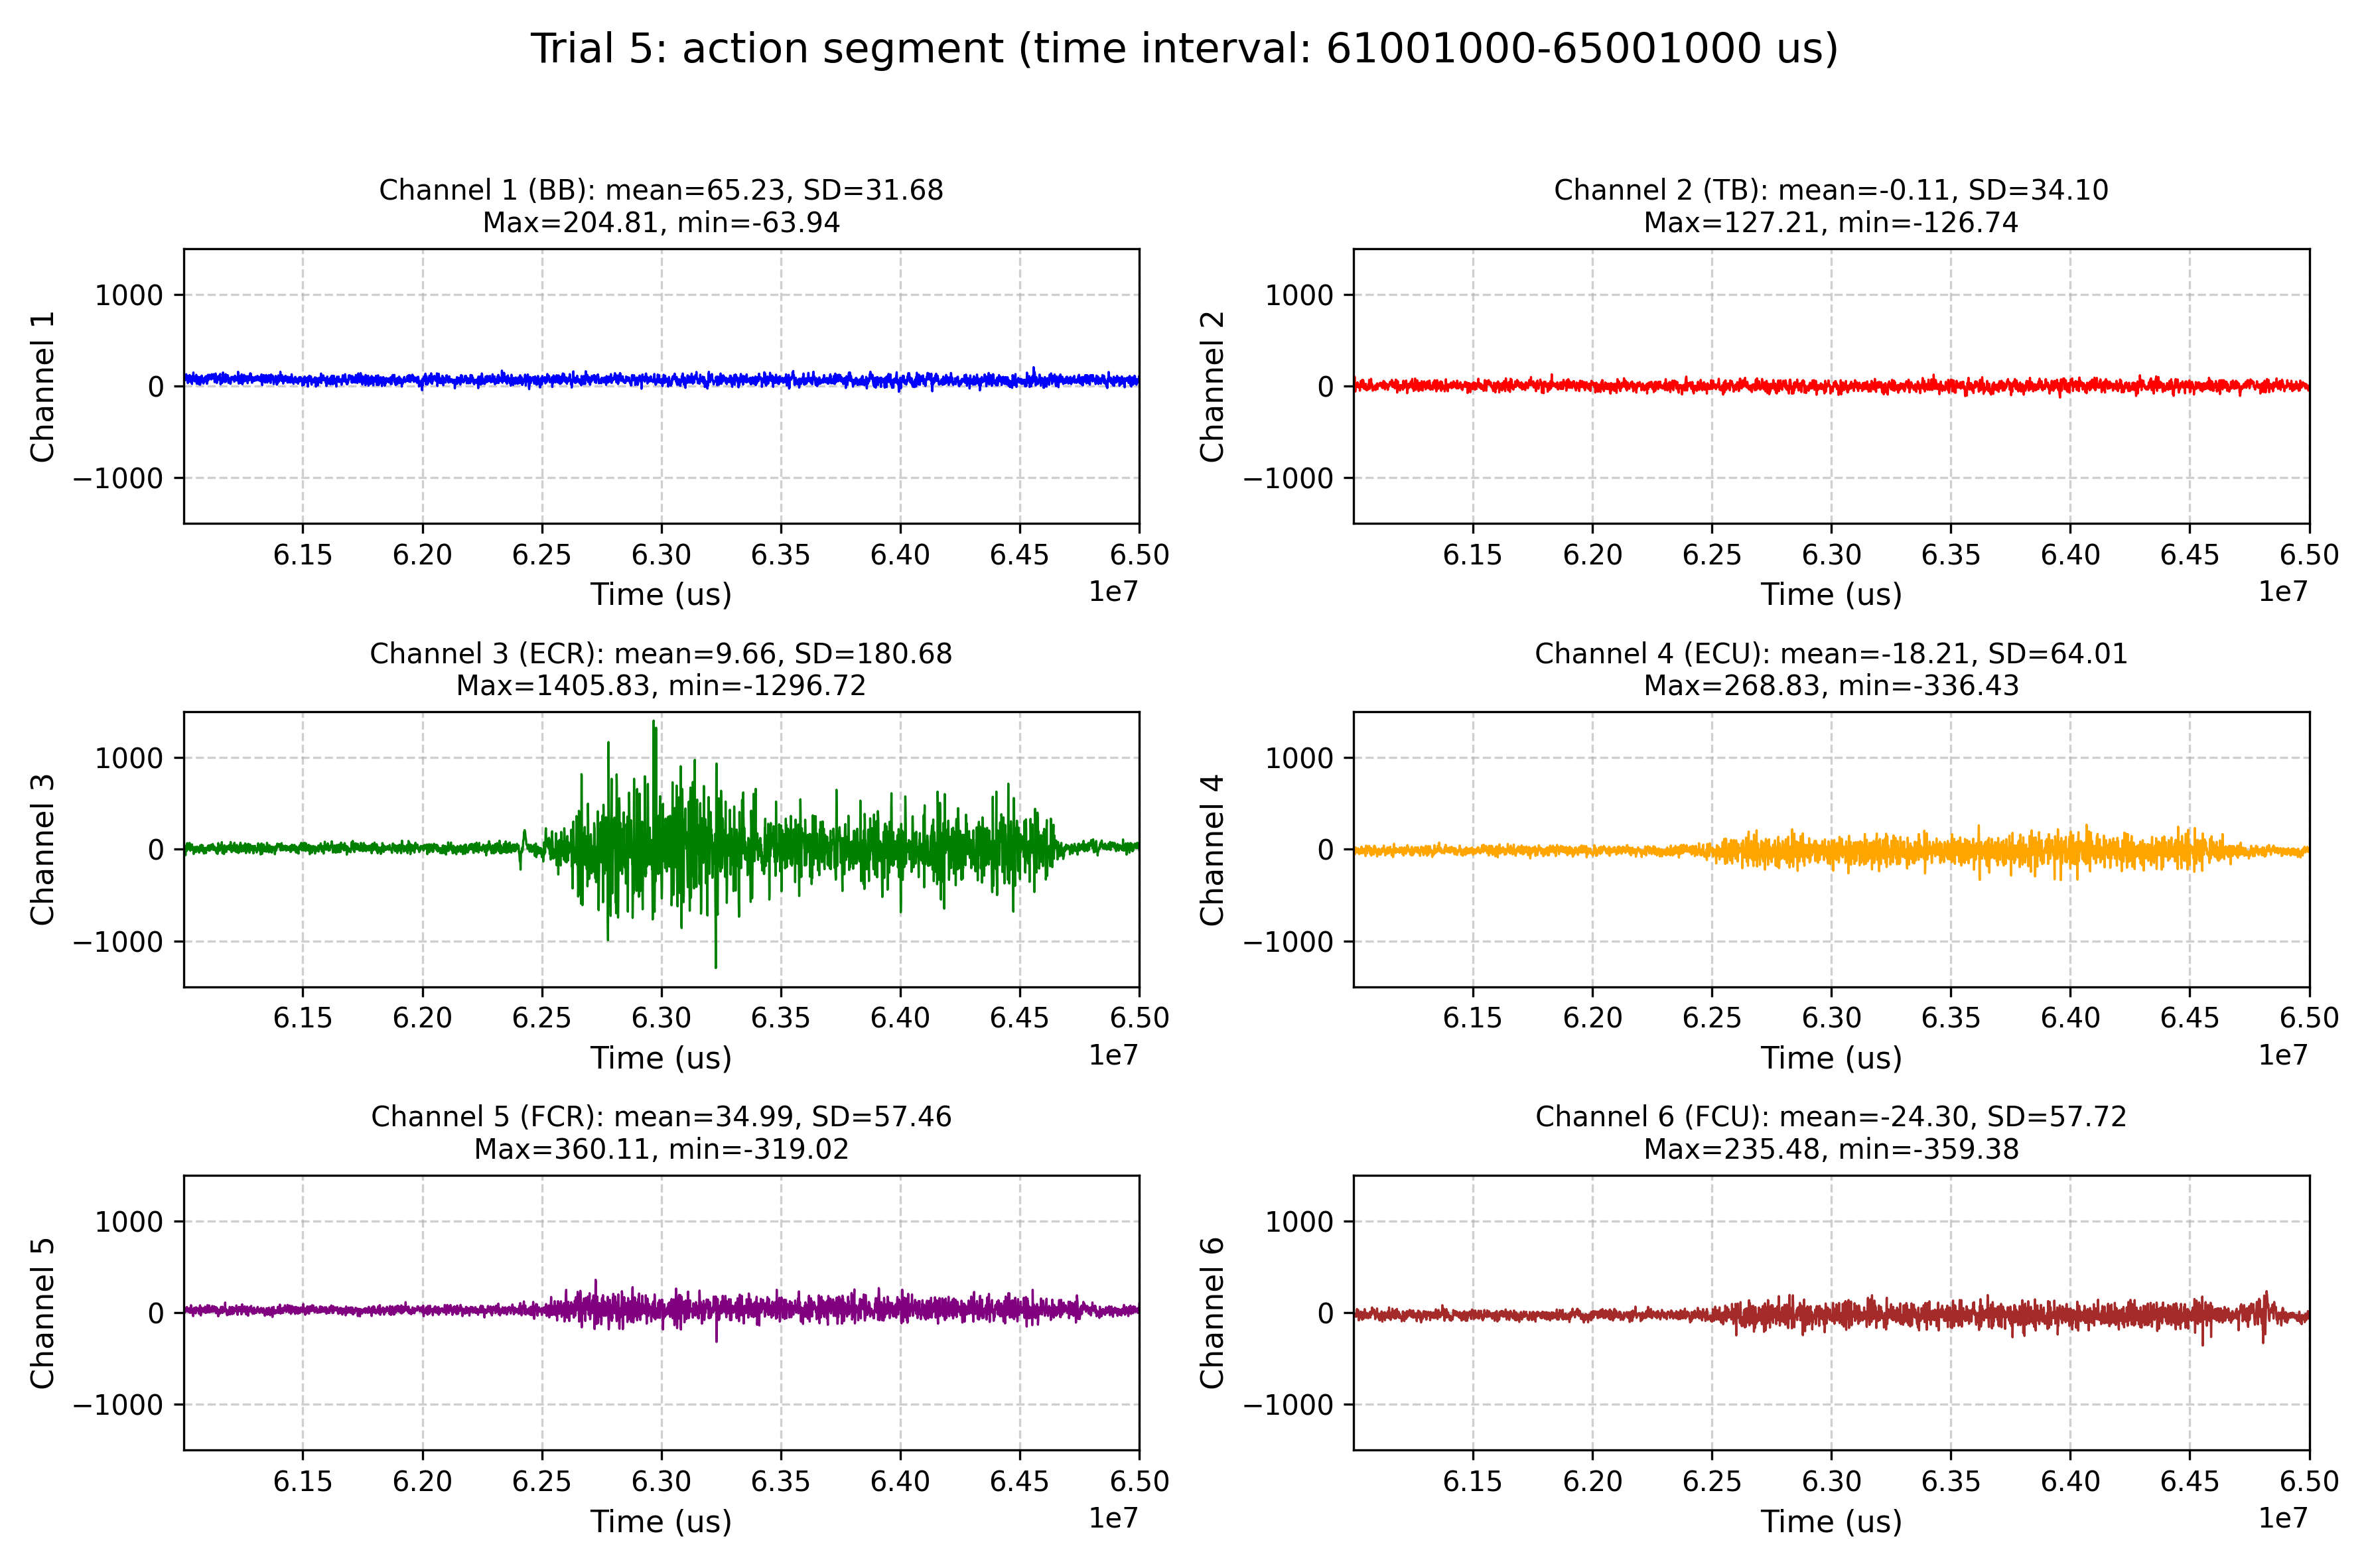 Trial 5: action segment (time interval: 61001000-65001000 us)
Channel 1 (BB): mean=65.23, SD=31.68
Max=204.81, min=-63.94
Channel 1
1000
0
−1000
6.15 6.20 6.25 6.30 6.35 6.40 6.45 6.50
Time (us)
1e7
Channel 2 (TB): mean=-0.11, SD=34.10
Max=127.21, min=-126.74
Channel 2
1000
0
−1000
6.15 6.20 6.25 6.30 6.35 6.40 6.45 6.50
Time (us)
1e7
Channel 3 (ECR): mean=9.66, SD=180.68
Max=1405.83, min=-1296.72
Channel 3
1000
0
−1000
6.15 6.20 6.25 6.30 6.35 6.40 6.45 6.50
Time (us)
1e7
Channel 4 (ECU): mean=-18.21, SD=64.01
Max=268.83, min=-336.43
Channel 4
1000
0
−1000
6.15 6.20 6.25 6.30 6.35 6.40 6.45 6.50
Time (us)
1e7
Channel 5 (FCR): mean=34.99, SD=57.46
Max=360.11, min=-319.02
Channel 5
1000
0
−1000
6.15 6.20 6.25 6.30 6.35 6.40 6.45 6.50
Time (us)
1e7
Channel 6 (FCU): mean=-24.30, SD=57.72
Max=235.48, min=-359.38
Channel 6
1000
0
−1000
6.15 6.20 6.25 6.30 6.35 6.40 6.45 6.50
Time (us)
1e7